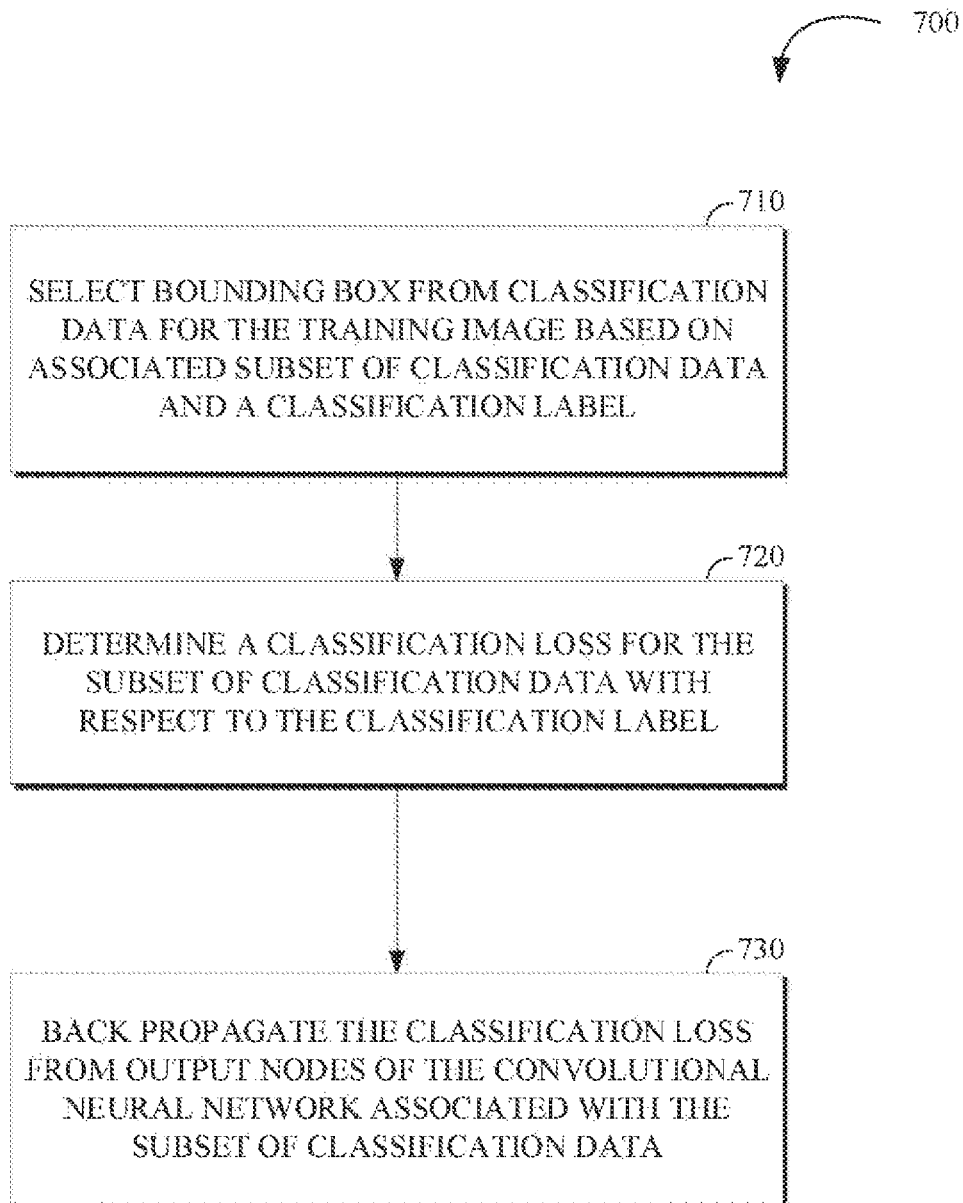 700
710
SELECT BOUNDING BOX FROM CLASSIFICATION
DATA FOR THE TRAINING IMAGE BASED ON
ASSOCIATED SUBSET OF CLASSIFICATION DATA
AND A CLASSIFICATION LABEL
720
DETERMINE A CLASSIFICATION LOSS FOR THE
SUBSET OF CLASSIFICATION DATA WITH
RESPECT TO THE CLASSIFICATION LABEL
730
BACK PROPAGATE THE CLASSIFICATION LOSS
FROM OUTPUT NODES OF THE CONVOLUTIONAL
NEURAL NETWORK ASSOCIATED WITH THE
SUBSET OF CLASSIFICATION DATA